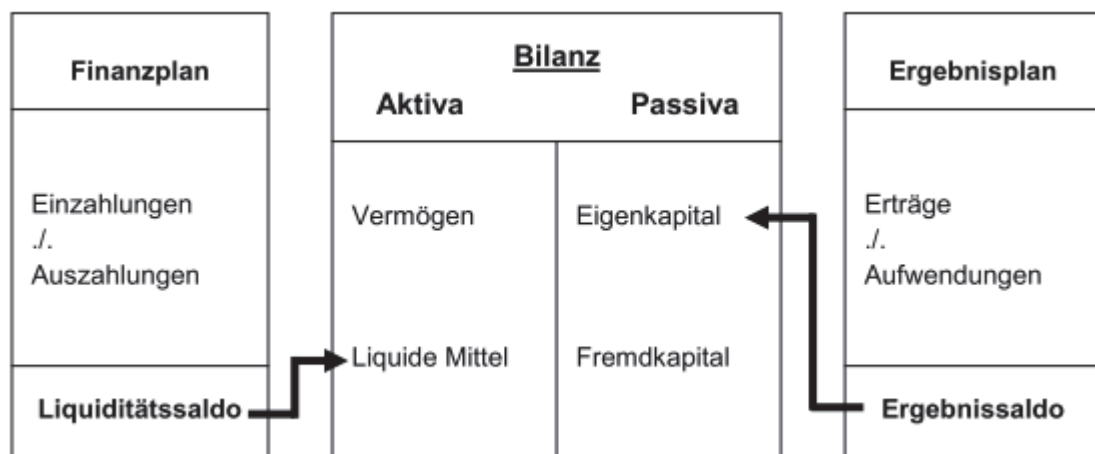 Finanzplan
Einzahlungen
./.
Auszahlungen
Liquiditätssaldo
Bilanz
Aktiva
Passiva
Vermögen
Eigenkapital
Liquide Mittel
Fremdkapital
Ergebnisplan
Erträge
./.
Aufwendungen
Ergebnissaldo